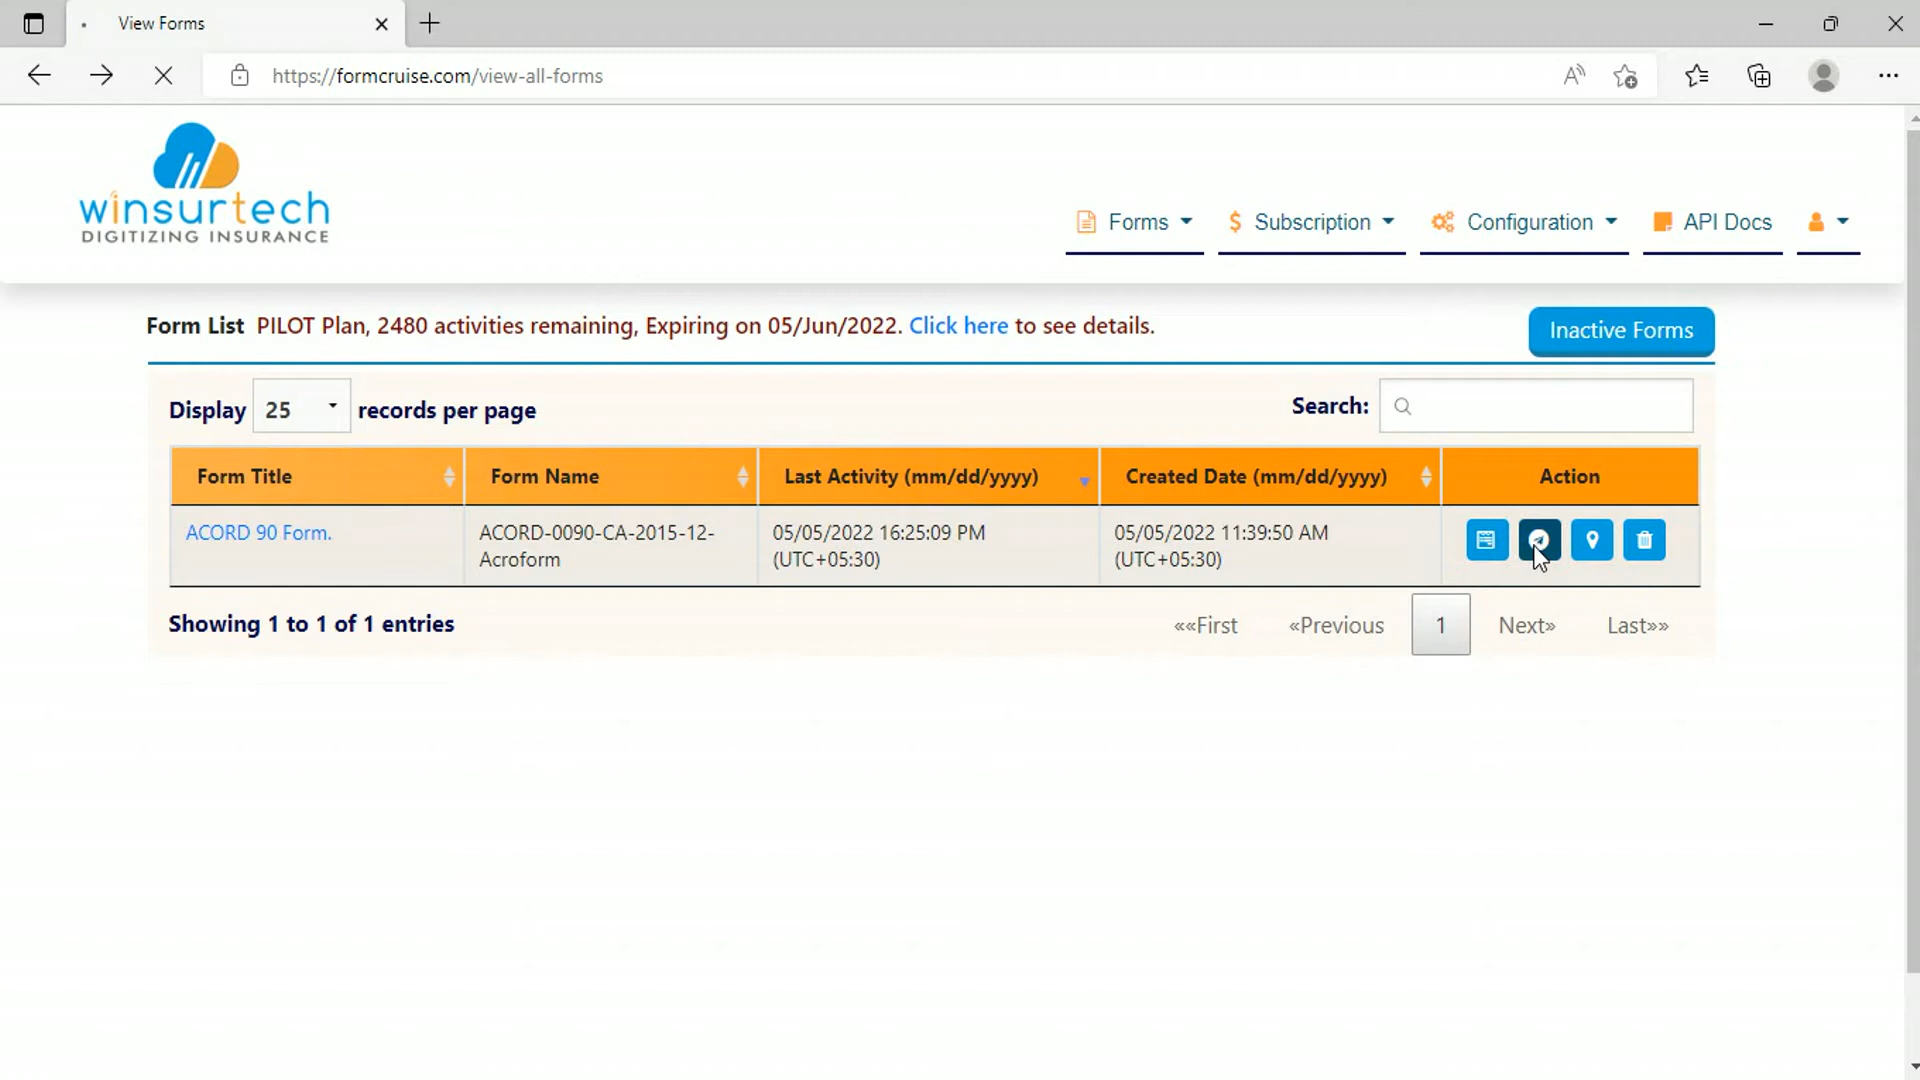 View Forms
https://formcruise.com/view-all-forms
winsurtech
DIGITIZING INSURANCE
Forms
Subscription
Configuration
API Docs
Form List PILOT Plan, 2480 activities remaining, Expiring on 05/Jun/2022. Click here to see details.
Inactive Forms
Display 25 records per page
Search:
Form Title Form Name Last Activity (mm/dd/yyyy) Created Date (mm/dd/yyyy) Action
ACORD 90 Form. ACORD-0090-CA-2015-12- 05/05/2022 16:25:09 PM 05/05/2022 11:39:50 AM
Acroform (UTC+05:30) (UTC+05:30)
Showing 1 to 1 of 1 entries
««First «Previous 1 Next» Last»»